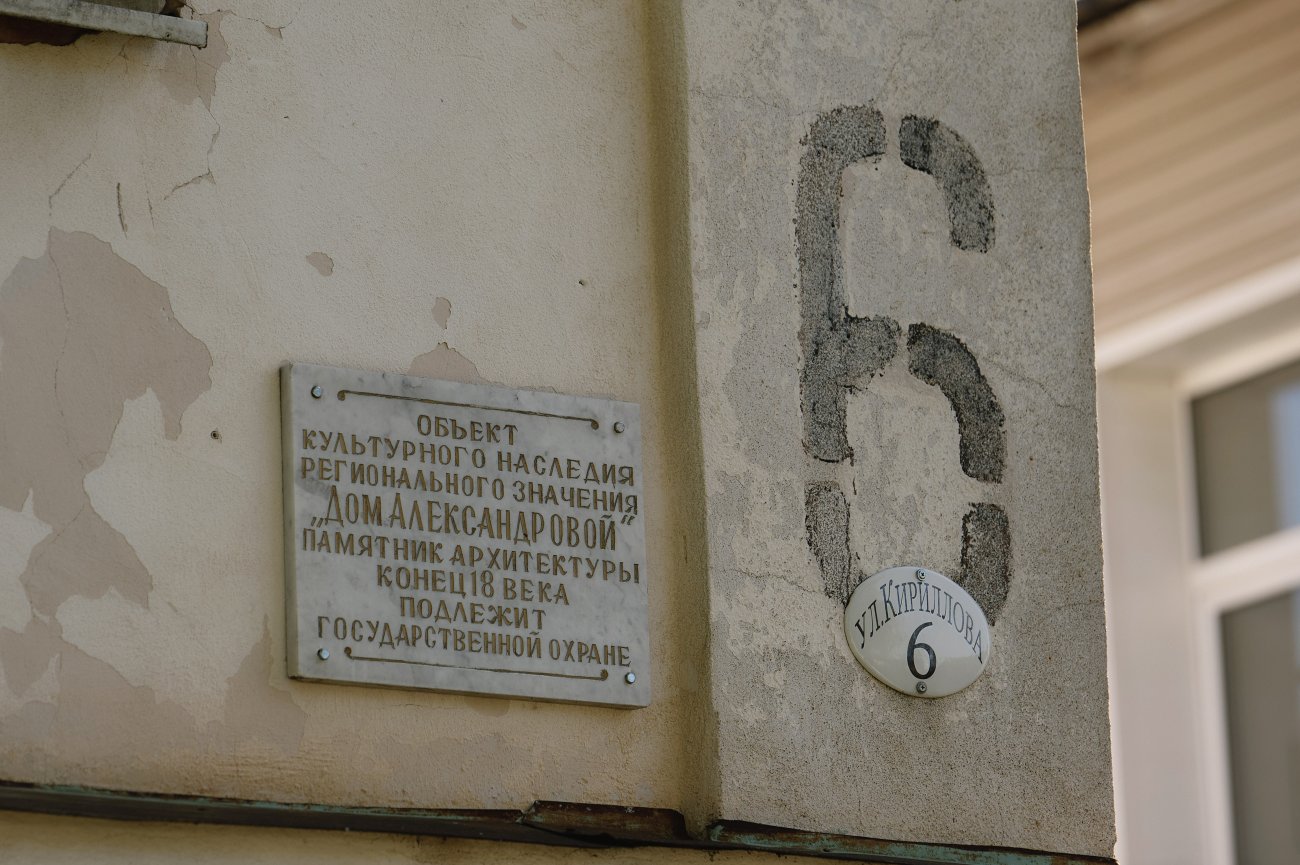 ОБЪЕКТ
КУЛЬТУРНОГО НАСЛЕДИЯ
РЕГИОНАЛЬНОГО ЗНАЧЕНИЯ
„ДОМ АЛЕКСАНДРОВОЙ“
ПАМЯТНИК АРХИТЕКТУРЫ
КОНЕЦ 18 ВЕКА
ПОДЛЕЖИТ
ГОСУДАРСТВЕННОЙ ОХРАНЕ
6
УЛ.КИРИЛЛОВА
6